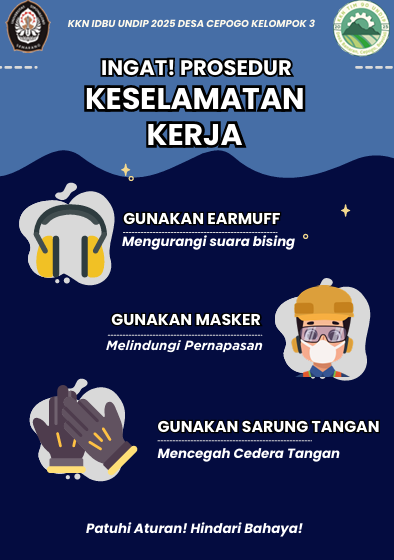 KKN IDBU UNDIP 2025 DESA CEPOGO KELOMPOK 3
INGAT! PROSEDUR
KESELAMATAN
KERJA
GUNAKAN EARMUFF
Mengurangi suara bising
GUNAKAN MASKER
Melindungi Pernapasan
GUNAKAN SARUNG TANGAN
Mencegah Cedera Tangan
Patuhi Aturan! Hindari Bahaya!